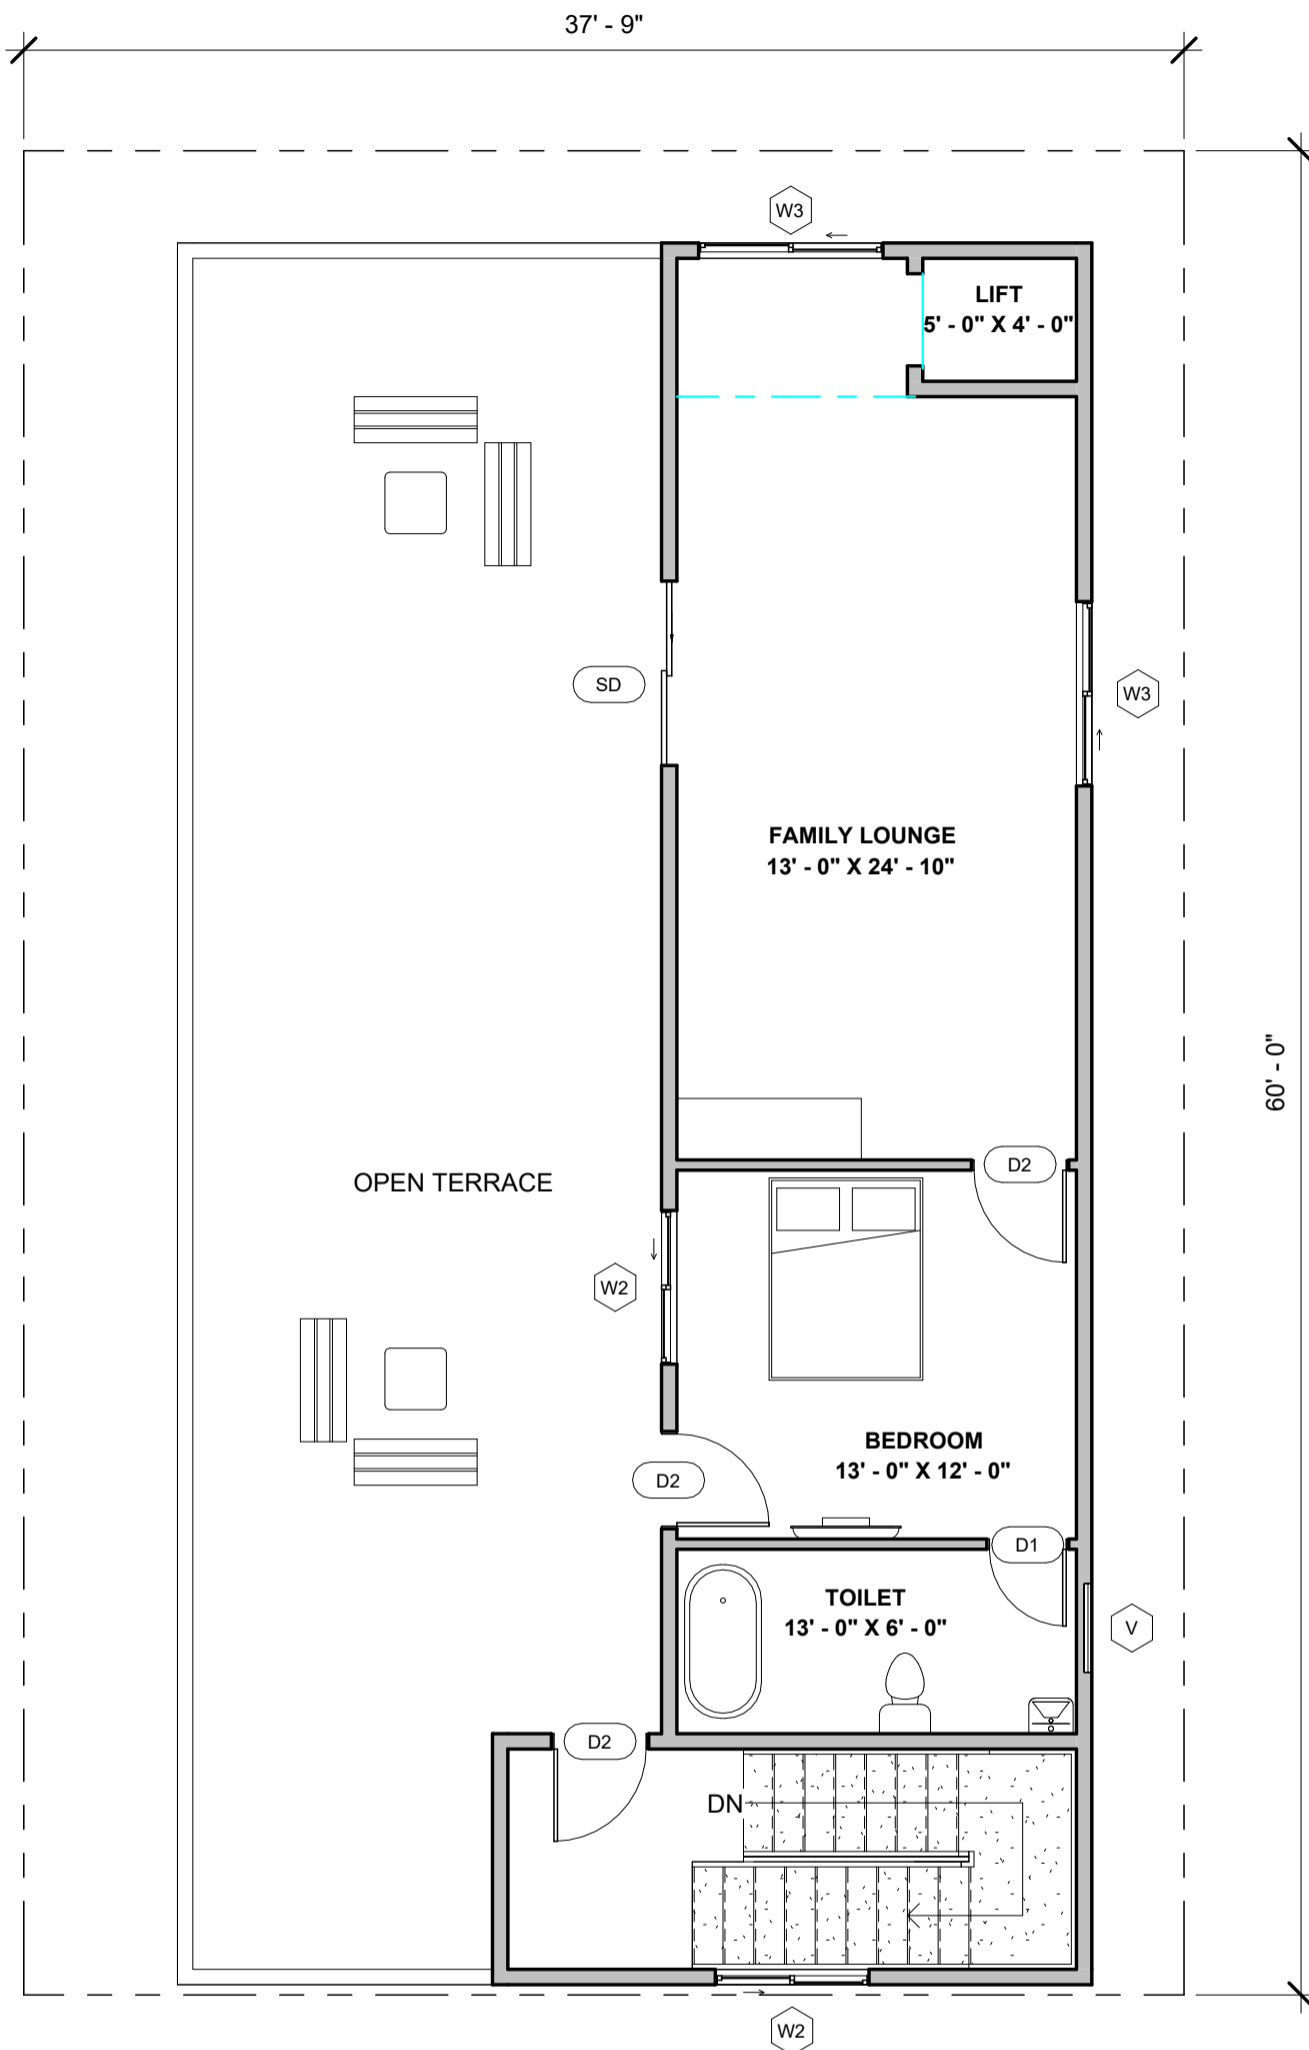 37' - 9"
W3
LIFT
5' - 0" X 4' - 0"
SD
W3
FAMILY LOUNGE
13' - 0" X 24' - 10"
60' - 0"
D2
OPEN TERRACE
W2
BEDROOM
13' - 0" X 12' - 0"
D2
D1
TOILET
13' - 0" X 6' - 0"
V
D2
DN
W2